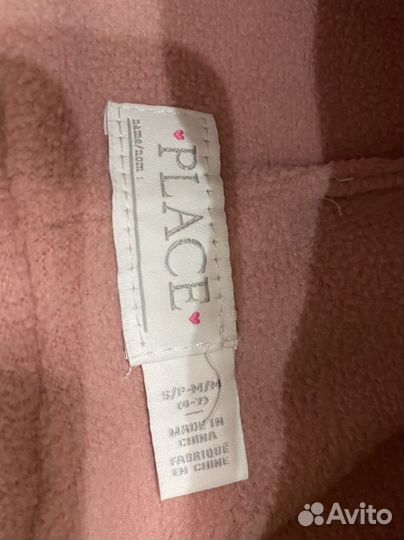 ♥PLACE♥
name/nom :
S/P-M/M
(4-7)
MADE IN
CHINA
FABRIQUÉ
EN CHINE
Avito